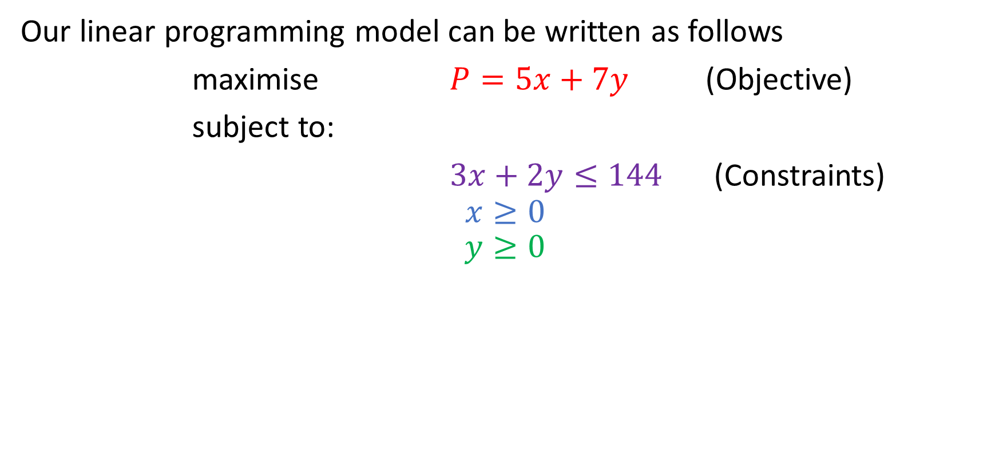 Our linear programming model can be written as follows
maximise P = 5x + 7y (Objective)
subject to:
3x + 2y ≤ 144 (Constraints)
x ≥ 0
y ≥ 0